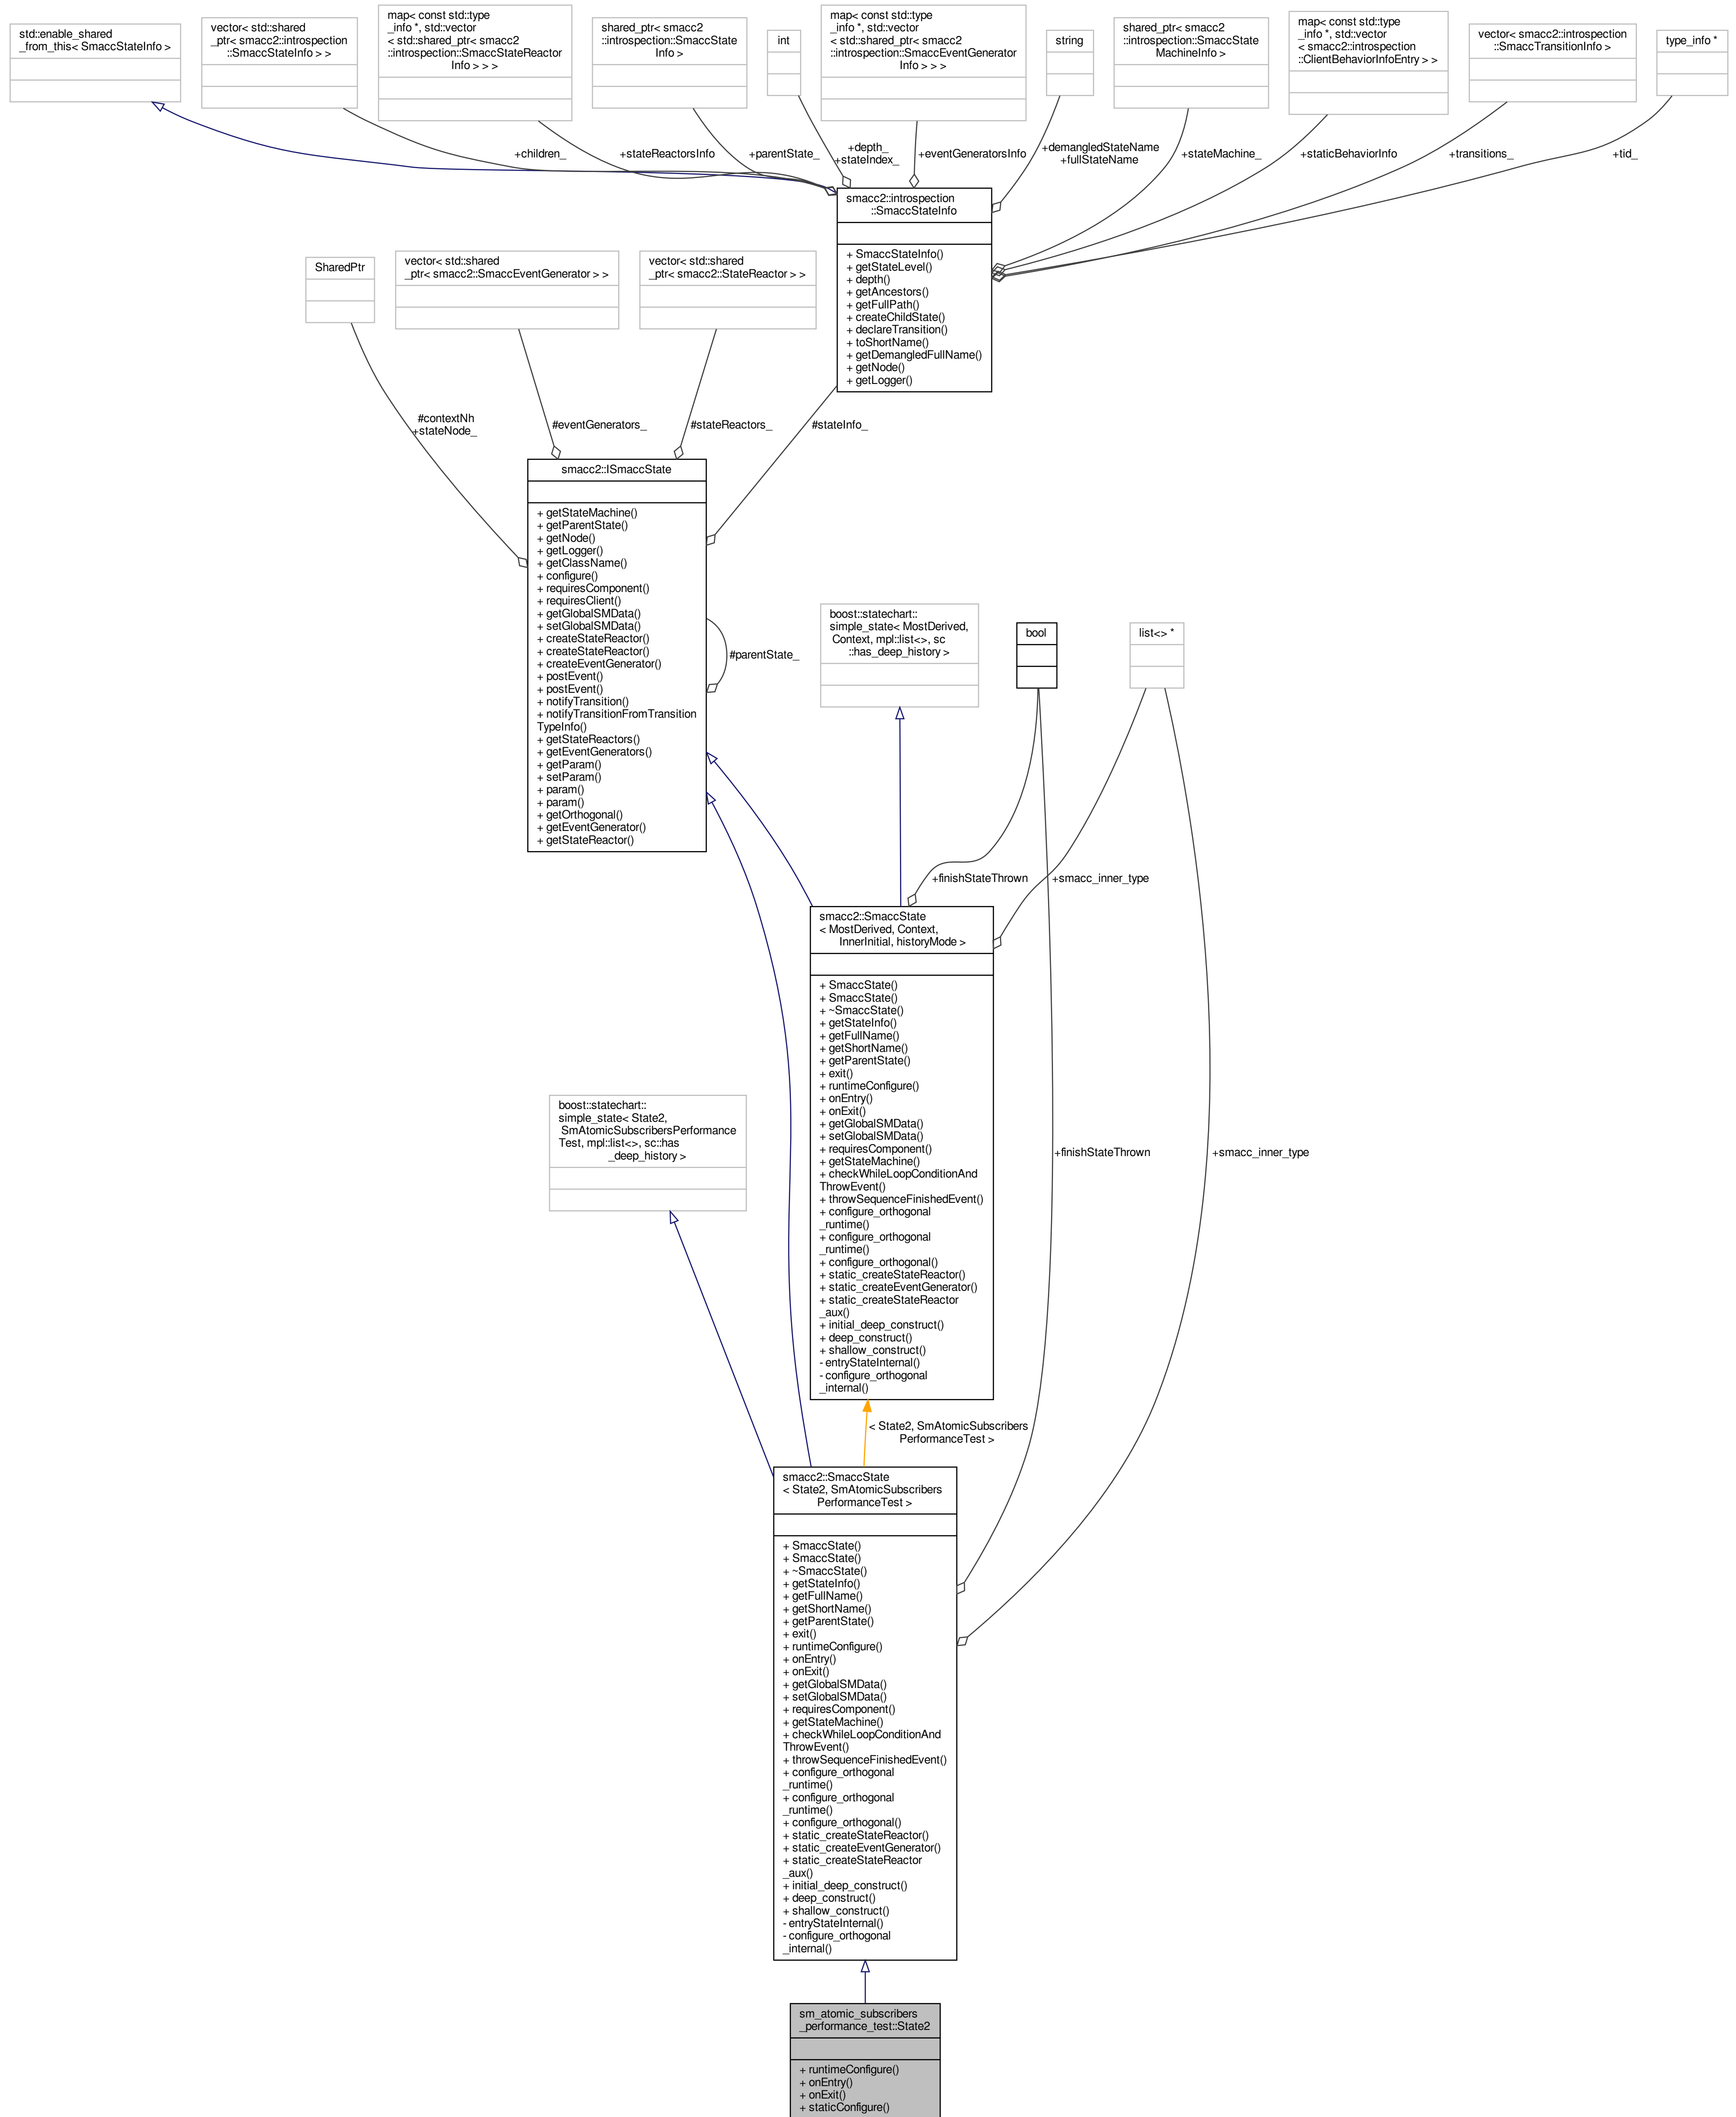 std::enable_shared
_from_this< SmaccStateInfo >
vector< std::shared
_ptr< smacc2::introspection
::SmaccStateInfo > >
map< const std::type
_info *, std::vector
< std::shared_ptr< smacc2
::introspection::SmaccStateReactor
Info > > >
shared_ptr< smacc2
::introspection::SmaccState
Info >
int
map< const std::type
_info *, std::vector
< std::shared_ptr< smacc2
::introspection::SmaccEventGenerator
Info > > >
string
shared_ptr< smacc2
::introspection::SmaccState
MachineInfo >
map< const std::type
_info *, std::vector
< smacc2::introspection
::ClientBehaviorInfoEntry > >
vector< smacc2::introspection
::SmaccTransitionInfo >
type_info *
+children_
+stateReactorsInfo
+parentState_
+depth_
+stateIndex_
+eventGeneratorsInfo
+demangledStateName
+fullStateName
+stateMachine_
+staticBehaviorInfo
+transitions_
+tid_
smacc2::introspection
::SmaccStateInfo
+ SmaccStateInfo()
+ getStateLevel()
+ depth()
+ getAncestors()
+ getFullPath()
+ createChildState()
+ declareTransition()
+ toShortName()
+ getDemangledFullName()
+ getNode()
+ getLogger()
SharedPtr
vector< std::shared
_ptr< smacc2::SmaccEventGenerator > >
vector< std::shared
_ptr< smacc2::StateReactor > >
#contextNh
+stateNode_
#eventGenerators_
#stateReactors_
#stateInfo_
smacc2::ISmaccState
+ getStateMachine()
+ getParentState()
+ getNode()
+ getLogger()
+ getClassName()
+ configure()
+ requiresComponent()
+ requiresClient()
+ getGlobalSMData()
+ setGlobalSMData()
+ createStateReactor()
+ createStateReactor()
+ createEventGenerator()
+ postEvent()
+ postEvent()
+ notifyTransition()
+ notifyTransitionFromTransition
TypeInfo()
+ getStateReactors()
+ getEventGenerators()
+ getParam()
+ setParam()
+ param()
+ param()
+ getOrthogonal()
+ getEventGenerator()
+ getStateReactor()
#parentState_
boost::statechart::
simple_state< MostDerived,
Context, mpl::list<>, sc
::has_deep_history >
bool
list<> *
+finishStateThrown
+smacc_inner_type
smacc2::SmaccState
< MostDerived, Context,
InnerInitial, historyMode >
+ SmaccState()
+ SmaccState()
+ ~SmaccState()
+ getStateInfo()
+ getFullName()
+ getShortName()
+ getParentState()
+ exit()
+ runtimeConfigure()
+ onEntry()
+ onExit()
+ getGlobalSMData()
+ setGlobalSMData()
+ requiresComponent()
+ getStateMachine()
+ checkWhileLoopConditionAnd
ThrowEvent()
+ throwSequenceFinishedEvent()
+ configure_orthogonal
_runtime()
+ configure_orthogonal
_runtime()
+ configure_orthogonal()
+ static_createStateReactor()
+ static_createEventGenerator()
+ static_createStateReactor
_aux()
+ initial_deep_construct()
+ deep_construct()
+ shallow_construct()
- entryStateInternal()
- configure_orthogonal
_internal()
boost::statechart::
simple_state< State2,
SmAtomicSubscribersPerformance
Test, mpl::list<>, sc::has
_deep_history >
+finishStateThrown
+smacc_inner_type
< State2, SmAtomicSubscribers
PerformanceTest >
smacc2::SmaccState
< State2, SmAtomicSubscribers
PerformanceTest >
+ SmaccState()
+ SmaccState()
+ ~SmaccState()
+ getStateInfo()
+ getFullName()
+ getShortName()
+ getParentState()
+ exit()
+ runtimeConfigure()
+ onEntry()
+ onExit()
+ getGlobalSMData()
+ setGlobalSMData()
+ requiresComponent()
+ getStateMachine()
+ checkWhileLoopConditionAnd
ThrowEvent()
+ throwSequenceFinishedEvent()
+ configure_orthogonal
_runtime()
+ configure_orthogonal
_runtime()
+ configure_orthogonal()
+ static_createStateReactor()
+ static_createEventGenerator()
+ static_createStateReactor
_aux()
+ initial_deep_construct()
+ deep_construct()
+ shallow_construct()
- entryStateInternal()
- configure_orthogonal
_internal()
sm_atomic_subscribers
_performance_test::State2
+ runtimeConfigure()
+ onEntry()
+ onExit()
+ staticConfigure()